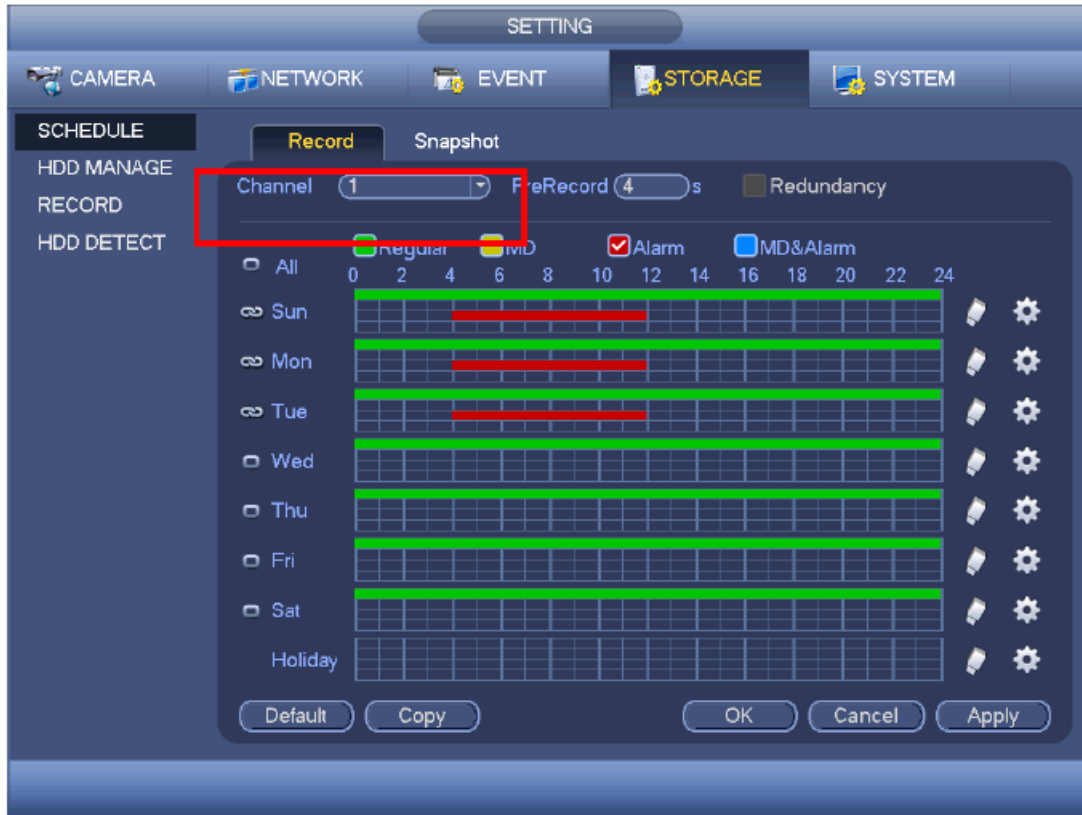 SETTING
CAMERA NETWORK EVENT STORAGE SYSTEM
SCHEDULE
HDD MANAGE
RECORD
HDD DETECT
Record Snapshot
Channel 1 PreRecord 4 s Redundancy
Regular MD Alarm MD&Alarm
All 0 2 4 6 8 10 12 14 16 18 20 22 24
Sun
Mon
Tue
Wed
Thu
Fri
Sat
Holiday
Default Copy OK Cancel Apply